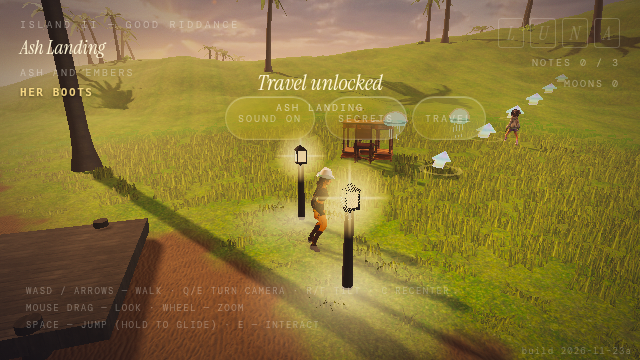 ISLAND II — GOOD RIDDANCE
Ash Landing
ASH AND EMBERS
HER BOOTS
LUNA
NOTES 0 / 3
MOONS 0
Travel unlocked
ASH LANDING
SOUND ON
SECRETS
TRAVEL
WASD / ARROWS — WALK · Q/E TURN CAMERA · R
RECENTER
MOUSE DRAG — LOOK · WHEEL — ZOOM
SPACE — JUMP (HOLD TO GLIDE) · E — INTERACT